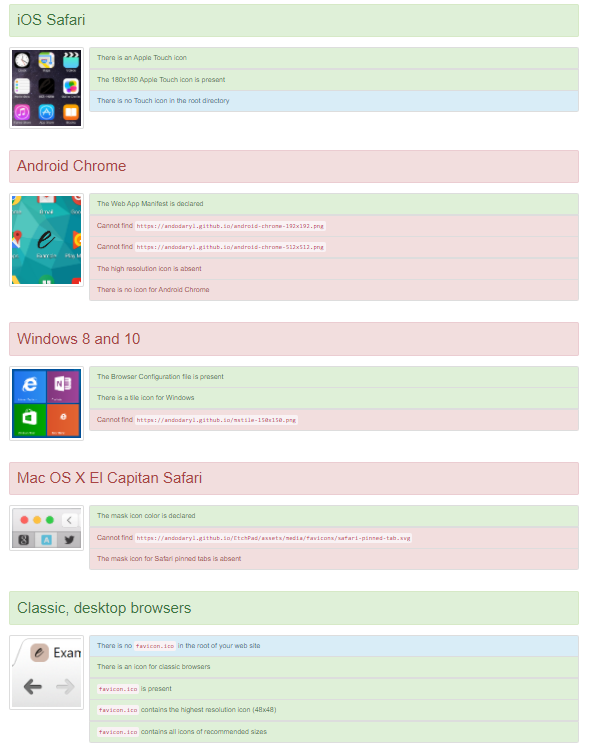 iOS Safari
There is an Apple Touch icon
The 180x180 Apple Touch icon is present
There is no Touch icon in the root directory
Android Chrome
The Web App Manifest is declared
Cannot find https://andodaryl.github.io/android-chrome-192x192.png
Cannot find https://andodaryl.github.io/android-chrome-512x512.png
The high resolution icon is absent
There is no icon for Android Chrome
Windows 8 and 10
The Browser Configuration file is present
There is a tile icon for Windows
Cannot find https://andodaryl.github.io/mstile-150x150.png
Mac OS X El Capitan Safari
The mask icon color is declared
Cannot find https://andodaryl.github.io/EtchPad/assets/media/favicons/safari-pinned-tab.svg
The mask icon for Safari pinned tabs is absent
Classic, desktop browsers
Exam
There is no favicon.ico in the root of your web site
There is an icon for classic browsers
favicon.ico is present
favicon.ico contains the highest resolution icon (48x48)
favicon.ico contains all icons of recommended sizes